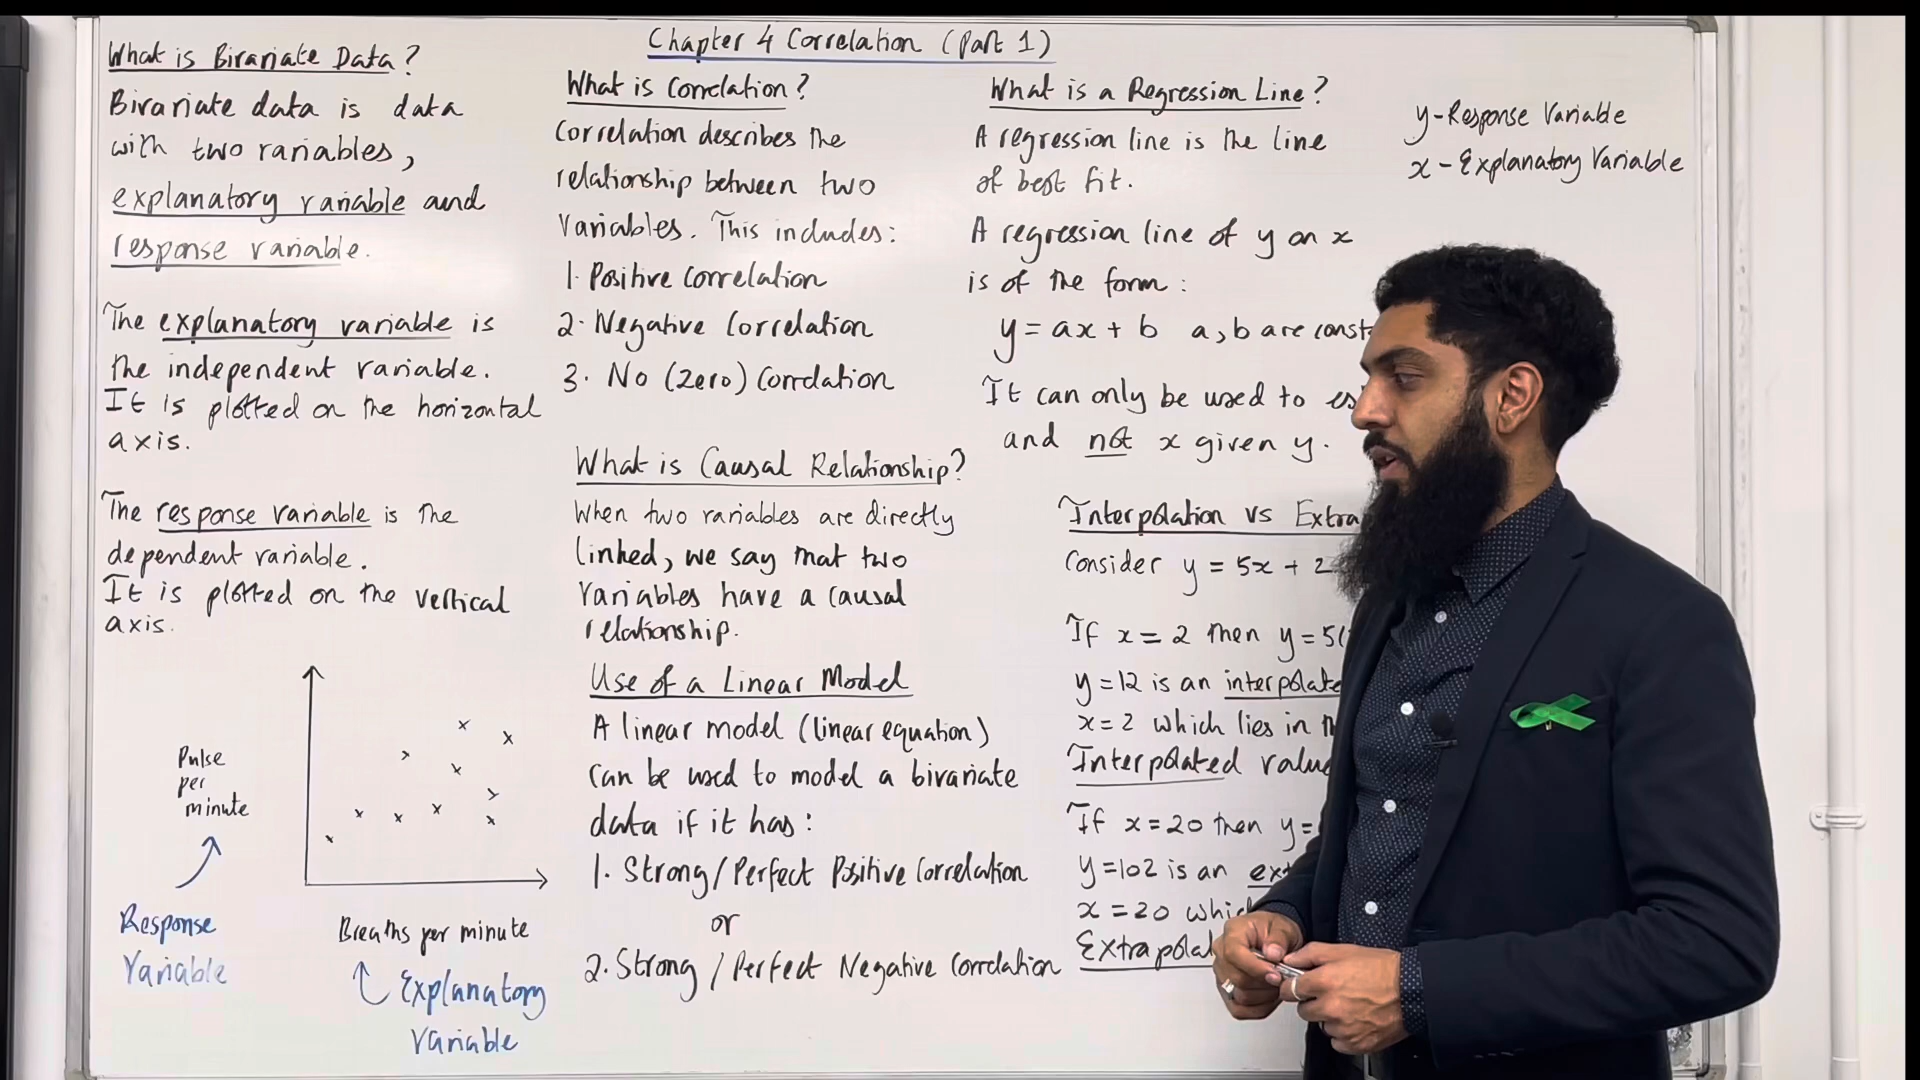 Chapter 4 Correlation (Part 1)
What is Bivariate Data?
Bivariate data is data
with two variables,
explanatory variable and
response variable.
The explanatory variable is
the independent variable.
It is plotted on the horizontal
axis.
The response variable is the
dependent variable.
It is plotted on the vertical
axis.
Pulse
per
minute
Response
Variable
Breaths per minute
Explanatory
Variable
What is Correlation?
Correlation describes the
relationship between two
variables. This includes:
1. Positive Correlation
2. Negative Correlation
3. No (Zero) Correlation
What is Causal Relationship?
When two variables are directly
linked, we say that two
variables have a causal
relationship.
Use of a Linear Model
A linear model (linear equation)
can be used to model a bivariate
data if it has:
1. Strong/Perfect Positive Correlation
or
2. Strong/Perfect Negative Correlation
What is a Regression Line?
A regression line is the line
of best fit.
A regression line of y on x
is of the form:
y = ax + b a, b are
It can only be used to
and not x given y.
Interpolation vs
Consider y = 5x + 2
If x = 2 then y = 5(
y = 12 is an
x = 2 which lies in
Interpolated
If x = 20 then y =
y = 102 is an
x = 20
y - Response Variable
x - Explanatory Variable